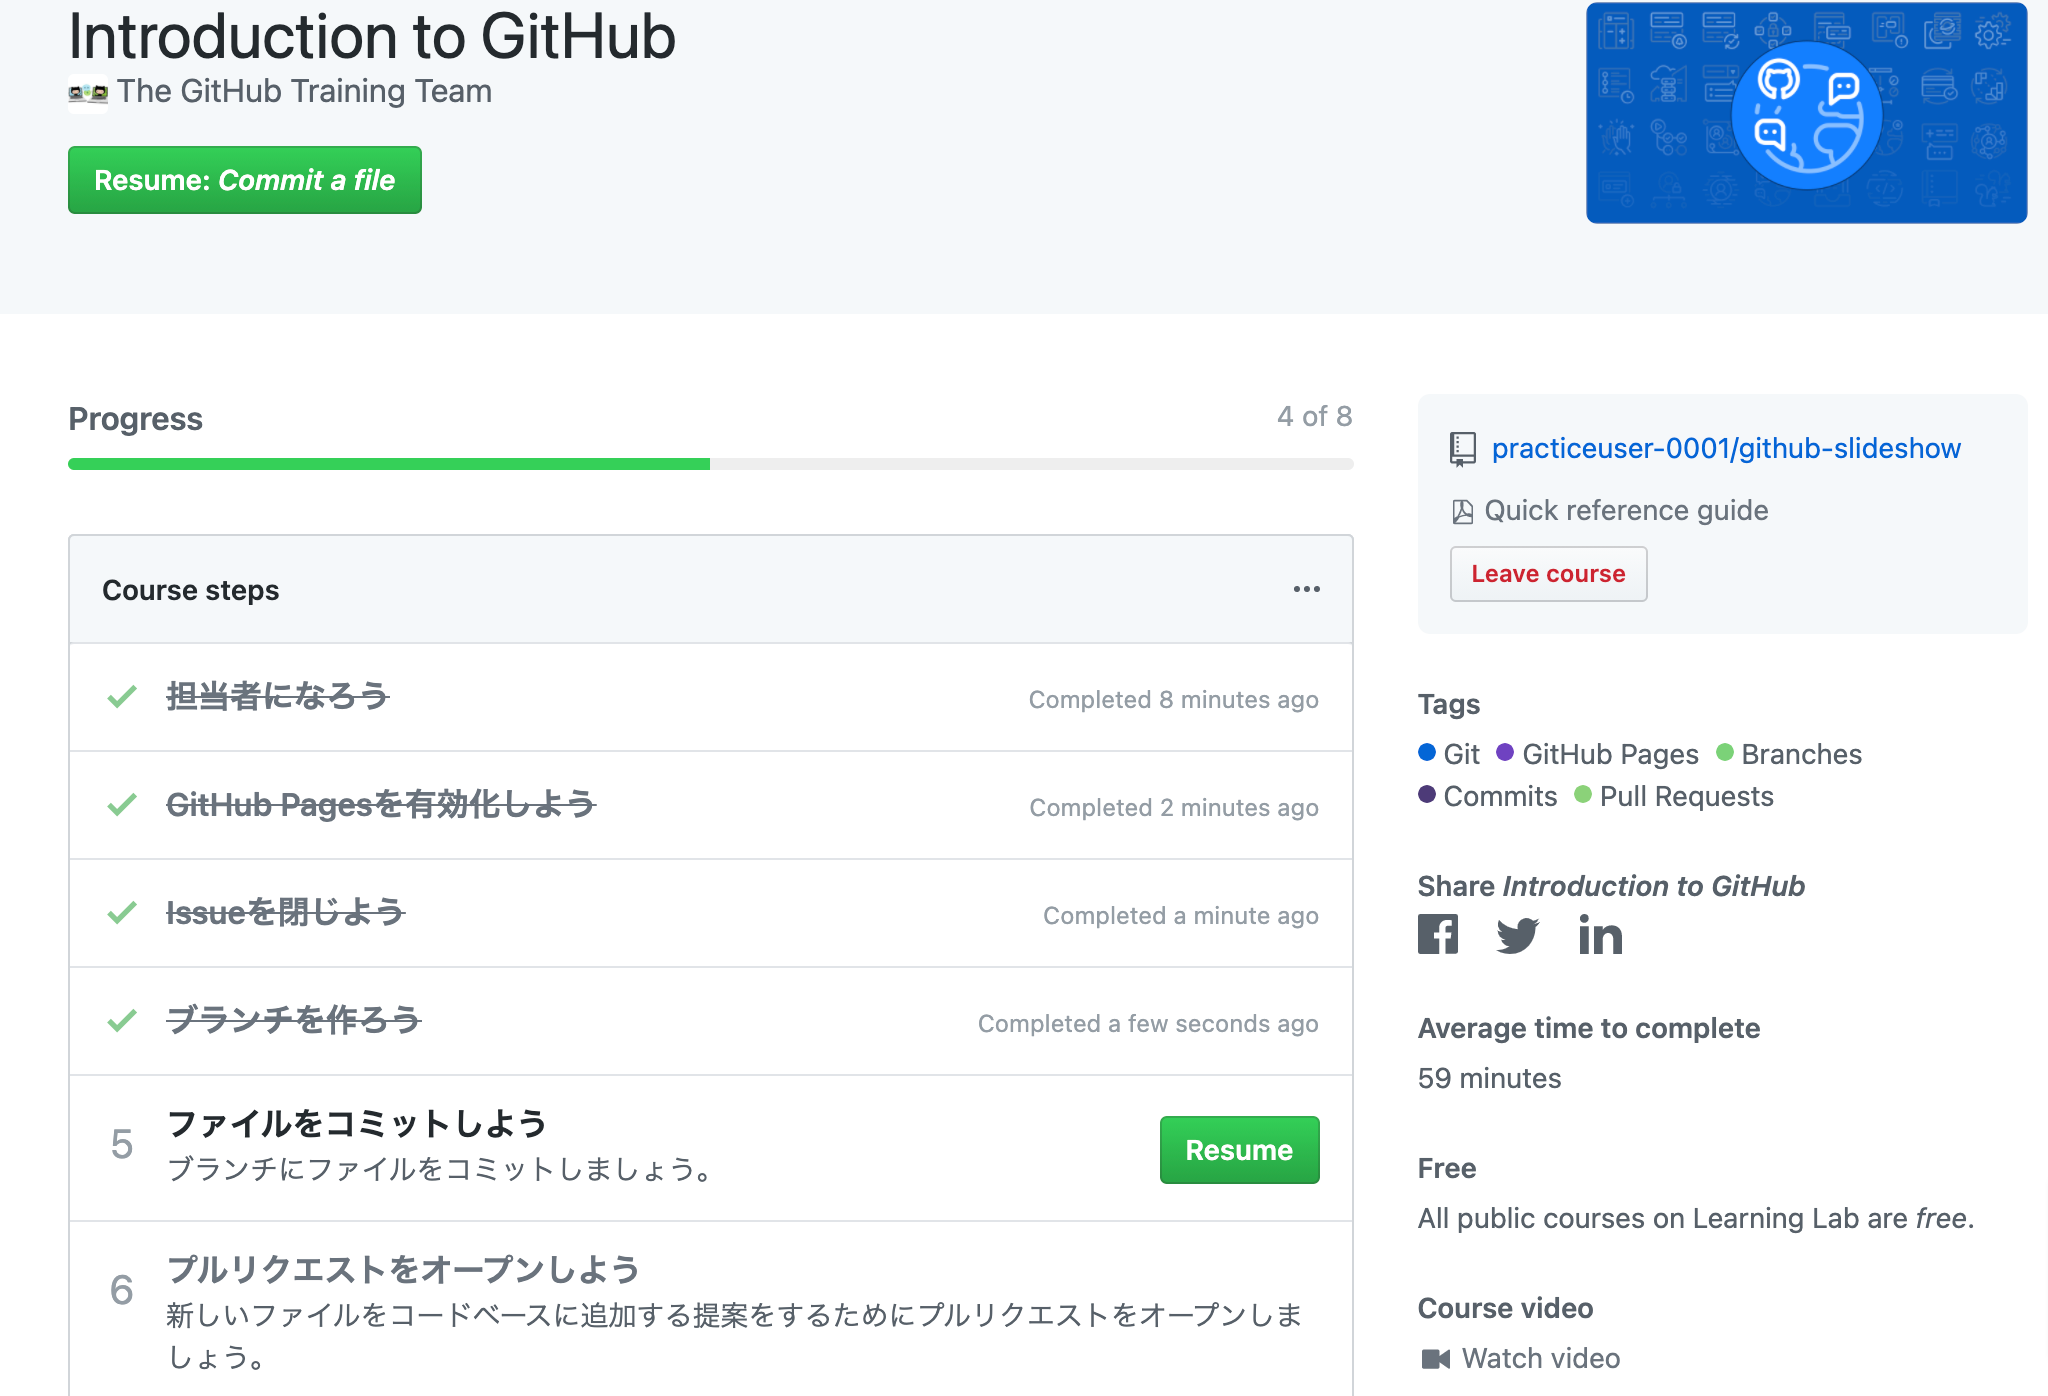 Introduction to GitHub
The GitHub Training Team
Resume: Commit a file
Progress
4 of 8
Course steps
担当者になろう
Completed 8 minutes ago
GitHub Pagesを有効化しよう
Completed 2 minutes ago
Issueを閉じよう
Completed a minute ago
ブランチを作ろう
Completed a few seconds ago
5
ファイルをコミットしよう
ブランチにファイルをコミットしましょう。
Resume
6
プルリクエストをオープンしよう
新しいファイルをコードベースに追加する提案をするためにプルリクエストをオープンしま
しょう。
practiceuser-0001/github-slideshow
Quick reference guide
Leave course
Tags
Git GitHub Pages Branches
Commits Pull Requests
Share Introduction to GitHub
Average time to complete
59 minutes
Free
All public courses on Learning Lab are free.
Course video
Watch video